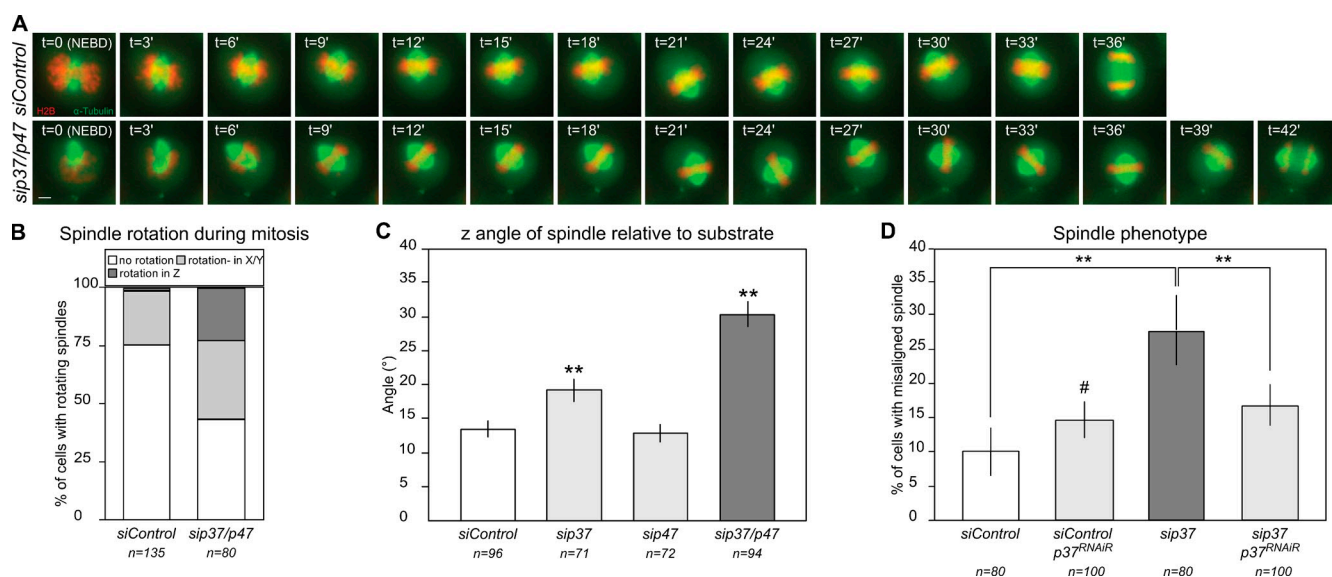 A
siControl
t=0 (NEBD) t=3' t=6' t=9' t=12' t=15' t=18' t=21' t=24' t=27' t=30' t=33' t=36'
H2B α-Tubulin
sip37/p47
t=0 (NEBD) t=3' t=6' t=9' t=12' t=15' t=18' t=21' t=24' t=27' t=30' t=33' t=36' t=39' t=42'
B Spindle rotation during mitosis
no rotation rotation- in X/Y
rotation in Z
% of cells with rotating spindles
100
75
50
25
0
siControl sip37/p47
n=135 n=80
C z angle of spindle relative to substrate
Angle (°)
40
35
30
25
20
15
10
5
0
**
**
siControl sip37 sip47 sip37/p47
n=96 n=71 n=72 n=94
D Spindle phenotype
% of cells with misaligned spindle
40
35
30
25
20
15
10
5
0
** **
#
siControl siControl sip37 sip37
p37RNAiR p37RNAiR
n=80 n=100 n=80 n=100